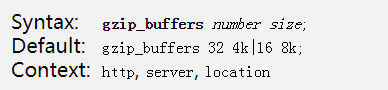 Syntax: gzip_buffers number size;
Default: gzip_buffers 32 4k|16 8k;
Context: http, server, location